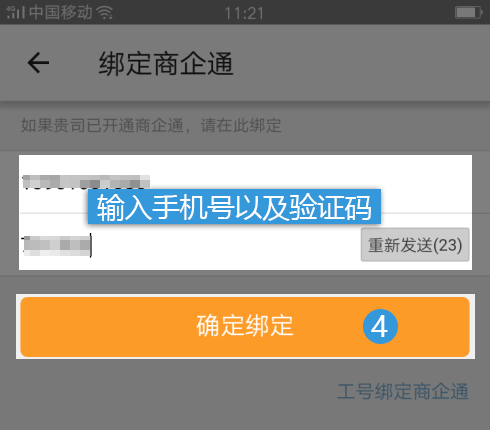 4G 中国移动 11:21
绑定商企通
如果贵司已开通商企通，请在此绑定
输入手机号以及验证码
重新发送(23)
确定绑定 4
工号绑定商企通